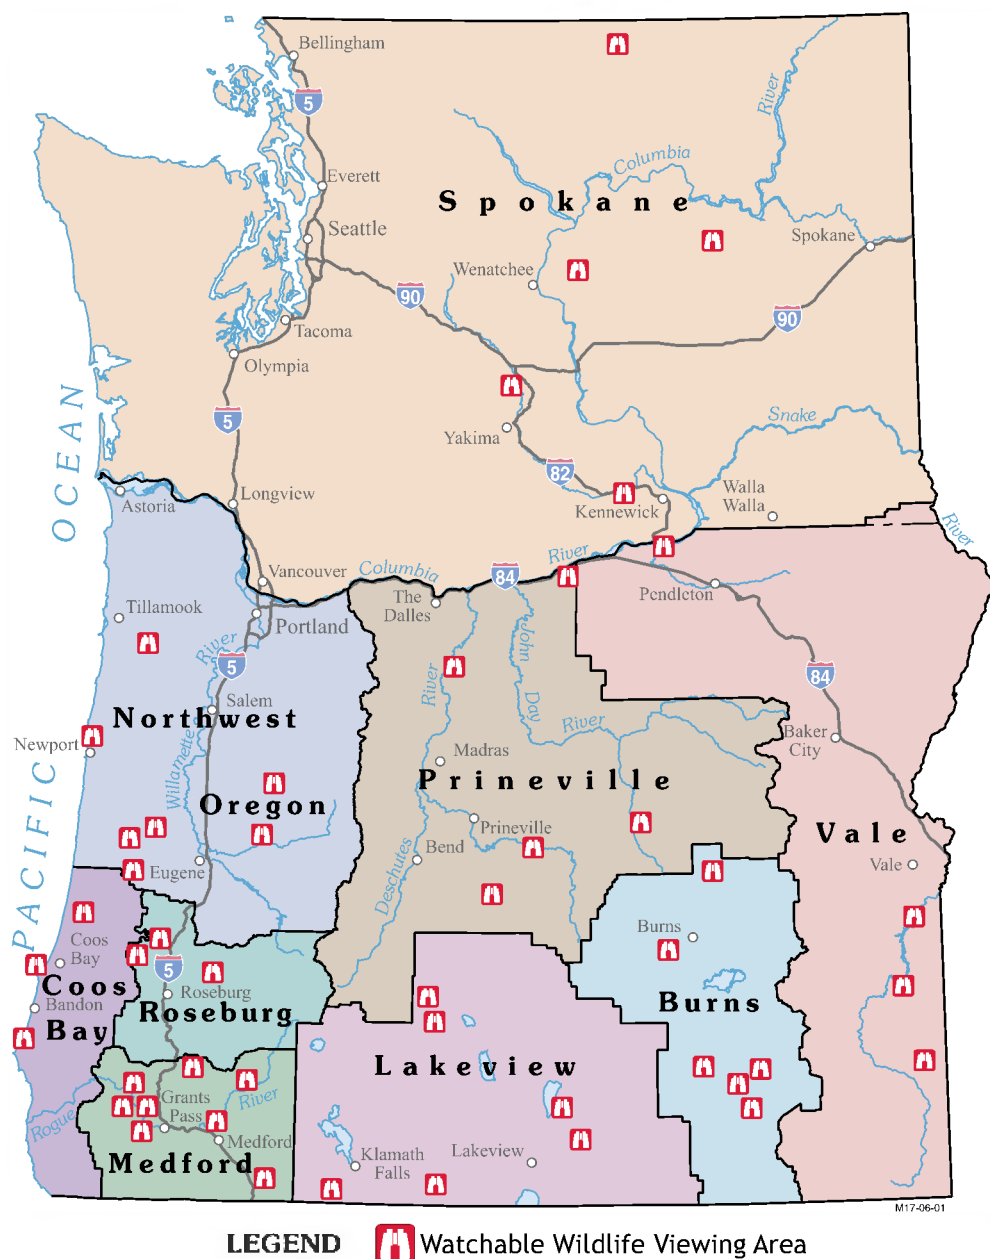 Bellingham
5
River
Columbia
Everett
Spokane
Seattle
Spokane
Wenatchee
90
90
Tacoma
Olympia
OCEAN
5
Snake
Yakima
82
Walla
Walla
Kennewick
Longview
Astoria
River
River
Vancouver
Columbia
84
The
Dalles
Pendleton
Tillamook
Portland
River
5
John
Day
River
River
84
Salem
Northwest
Newport
Baker
City
Madras
Prineville
Willamette
Oregon
PACIFIC
Prineville
Vale
Bend
Deschutes
Eugene
Vale
Coos
Bay
Burns
5
Coos
Bay
Roseburg
Bandon
Roseburg
Burns
Lakeview
Grants
Pass
River
Rogue
Medford
Medford
Klamath
Falls
Lakeview
M17-06-01
LEGEND Watchable Wildlife Viewing Area